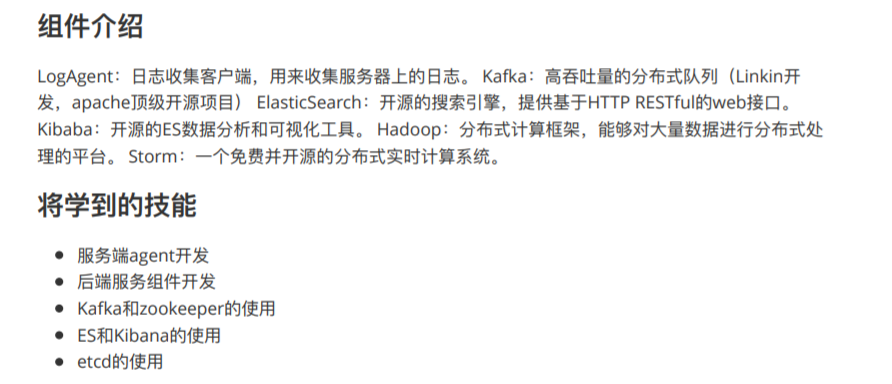 组件介绍
LogAgent：日志收集客户端，用来收集服务器上的日志。 Kafka：高吞吐量的分布式队列（Linkin开
发，apache顶级开源项目） ElasticSearch：开源的搜索引擎，提供基于HTTP RESTful的web接口。
Kibaba：开源的ES数据分析和可视化工具。 Hadoop：分布式计算框架，能够对大量数据进行分布式处
理的平台。 Storm：一个免费并开源的分布式实时计算系统。
将学到的技能
● 服务端agent开发
● 后端服务组件开发
● Kafka和zookeeper的使用
● ES和Kibana的使用
● etcd的使用